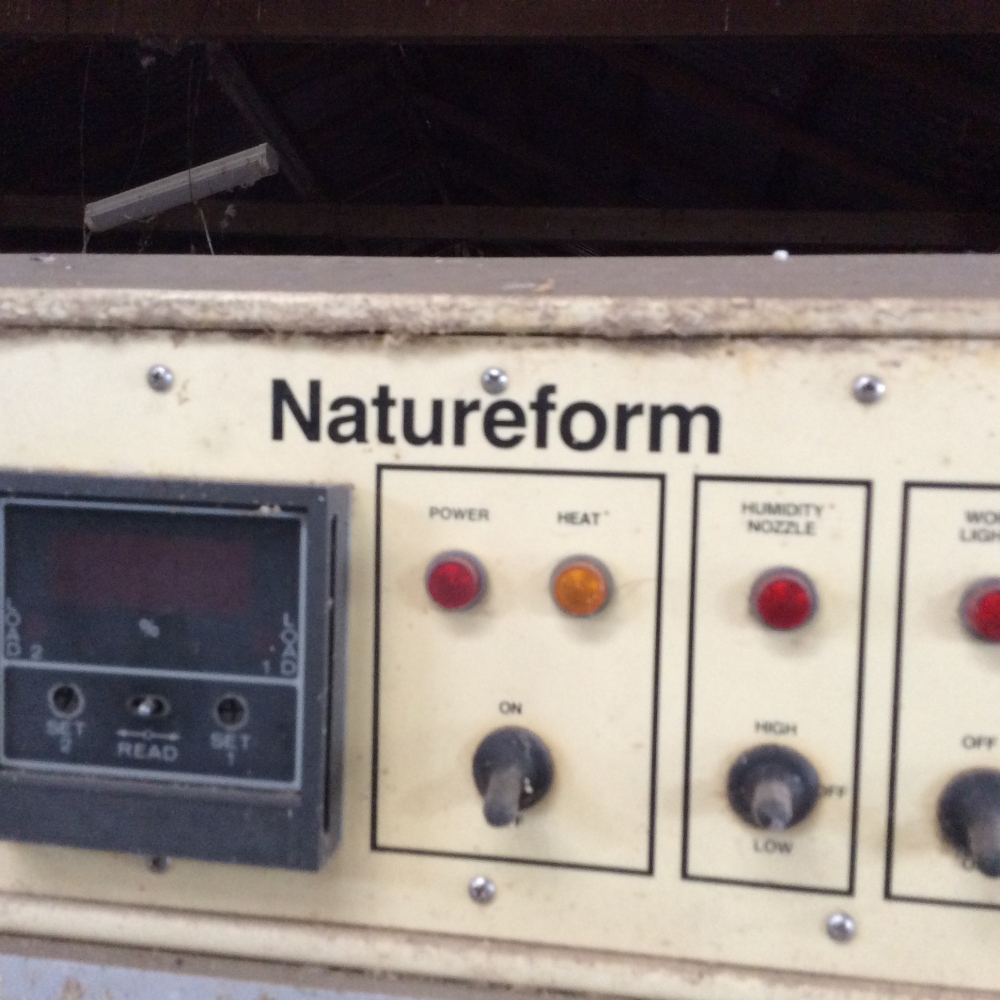 Natureform
POWER
HEAT
HUMIDITY
NOZZLE
LOAD
2
%
1
LOAD
SET
2
READ
SET
1
ON
HIGH
OFF
LOW
OFF